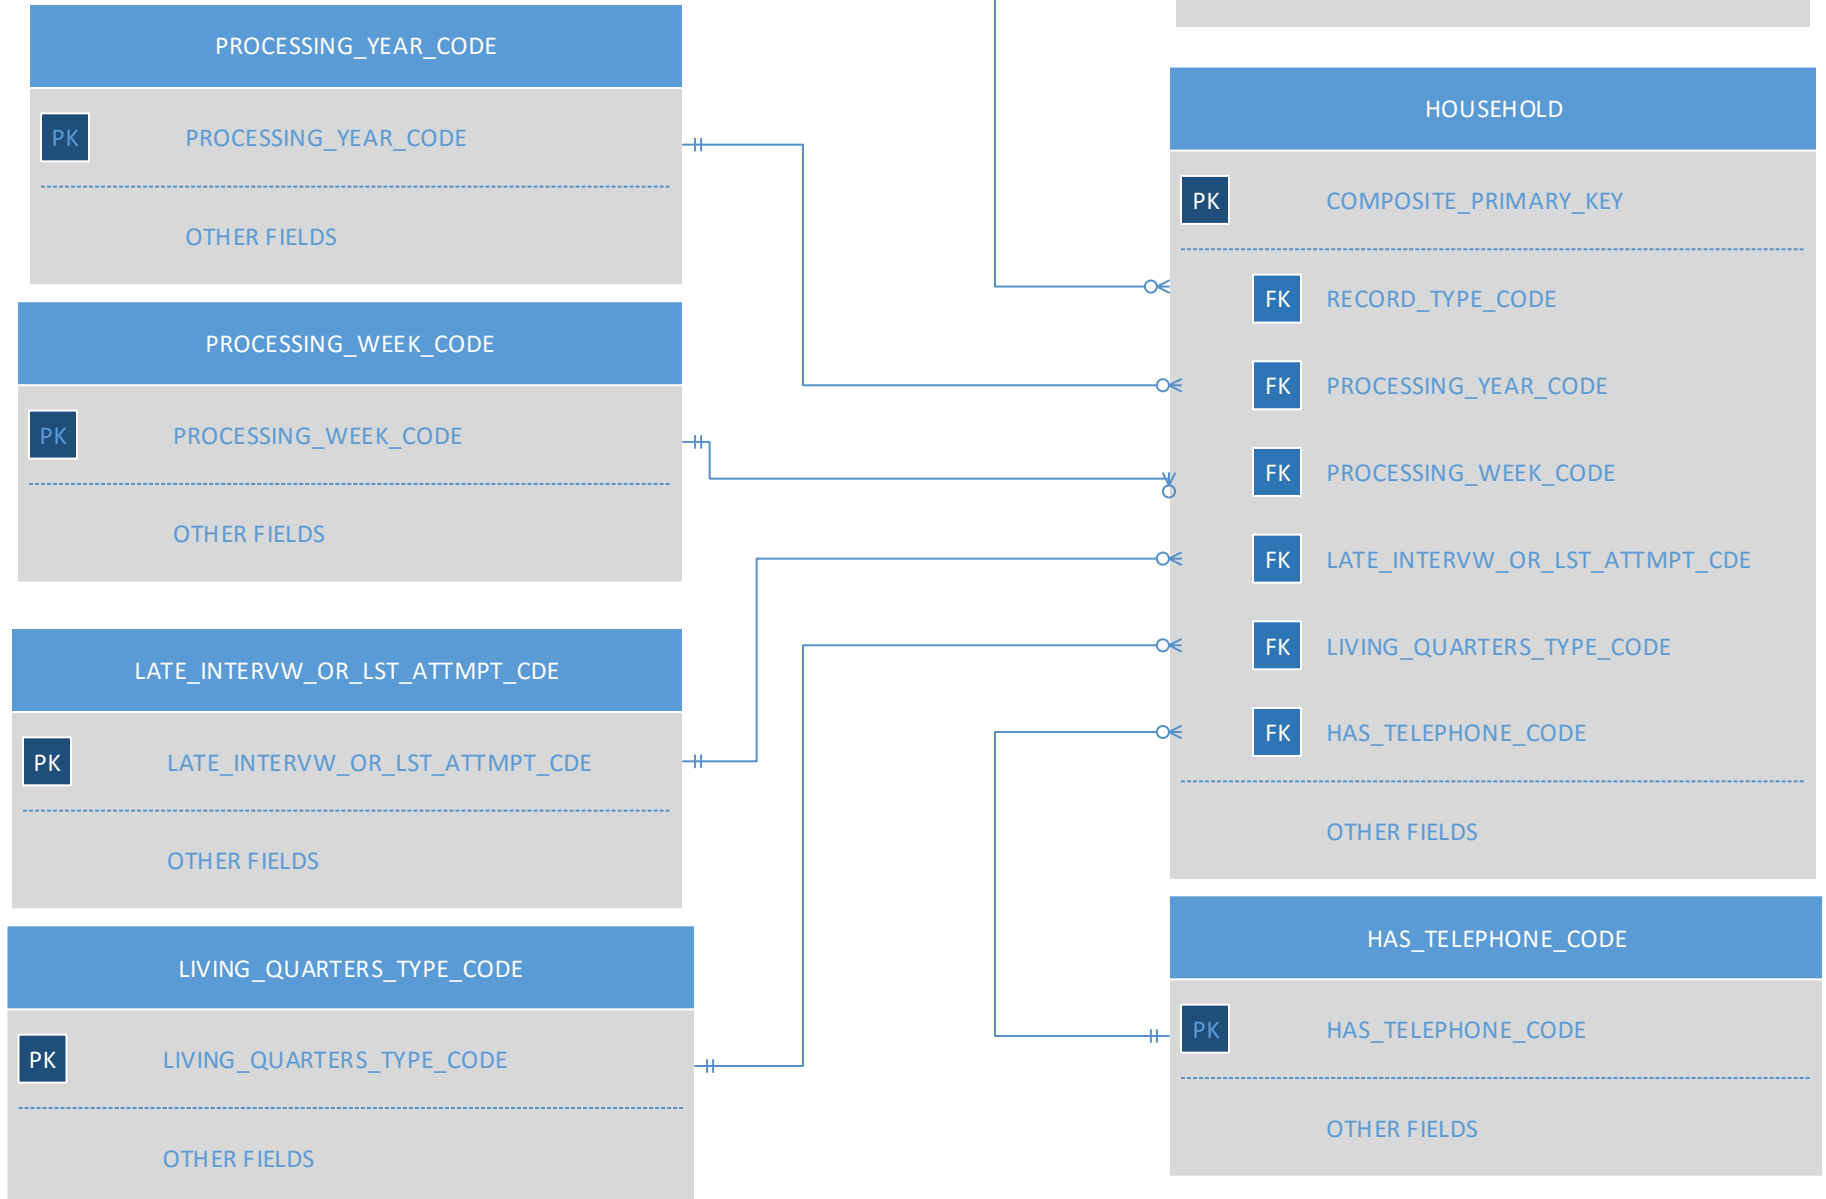 PROCESSING_YEAR_CODE
PK PROCESSING_YEAR_CODE
OTHER FIELDS
PROCESSING_WEEK_CODE
PK PROCESSING_WEEK_CODE
OTHER FIELDS
LATE_INTERVW_OR_LST_ATTMPT_CDE
PK LATE_INTERVW_OR_LST_ATTMPT_CDE
OTHER FIELDS
LIVING_QUARTERS_TYPE_CODE
PK LIVING_QUARTERS_TYPE_CODE
OTHER FIELDS
HOUSEHOLD
PK COMPOSITE_PRIMARY_KEY
FK RECORD_TYPE_CODE
FK PROCESSING_YEAR_CODE
FK PROCESSING_WEEK_CODE
FK LATE_INTERVW_OR_LST_ATTMPT_CDE
FK LIVING_QUARTERS_TYPE_CODE
FK HAS_TELEPHONE_CODE
OTHER FIELDS
HAS_TELEPHONE_CODE
PK HAS_TELEPHONE_CODE
OTHER FIELDS